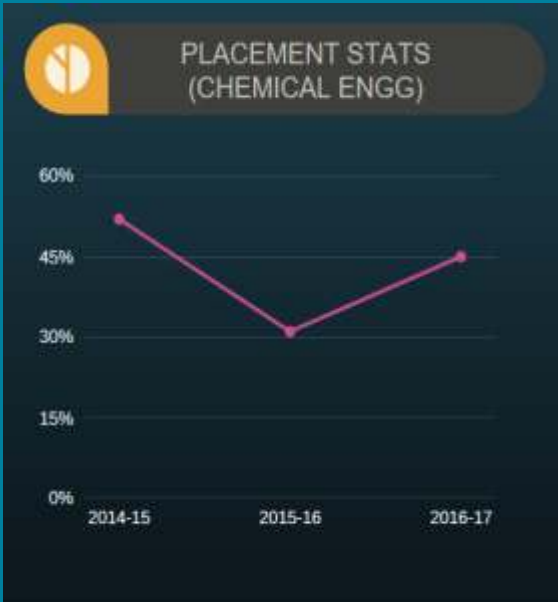 PLACEMENT STATS
(CHEMICAL ENGG)
60%
45%
30%
15%
0%
2014-15 2015-16 2016-17